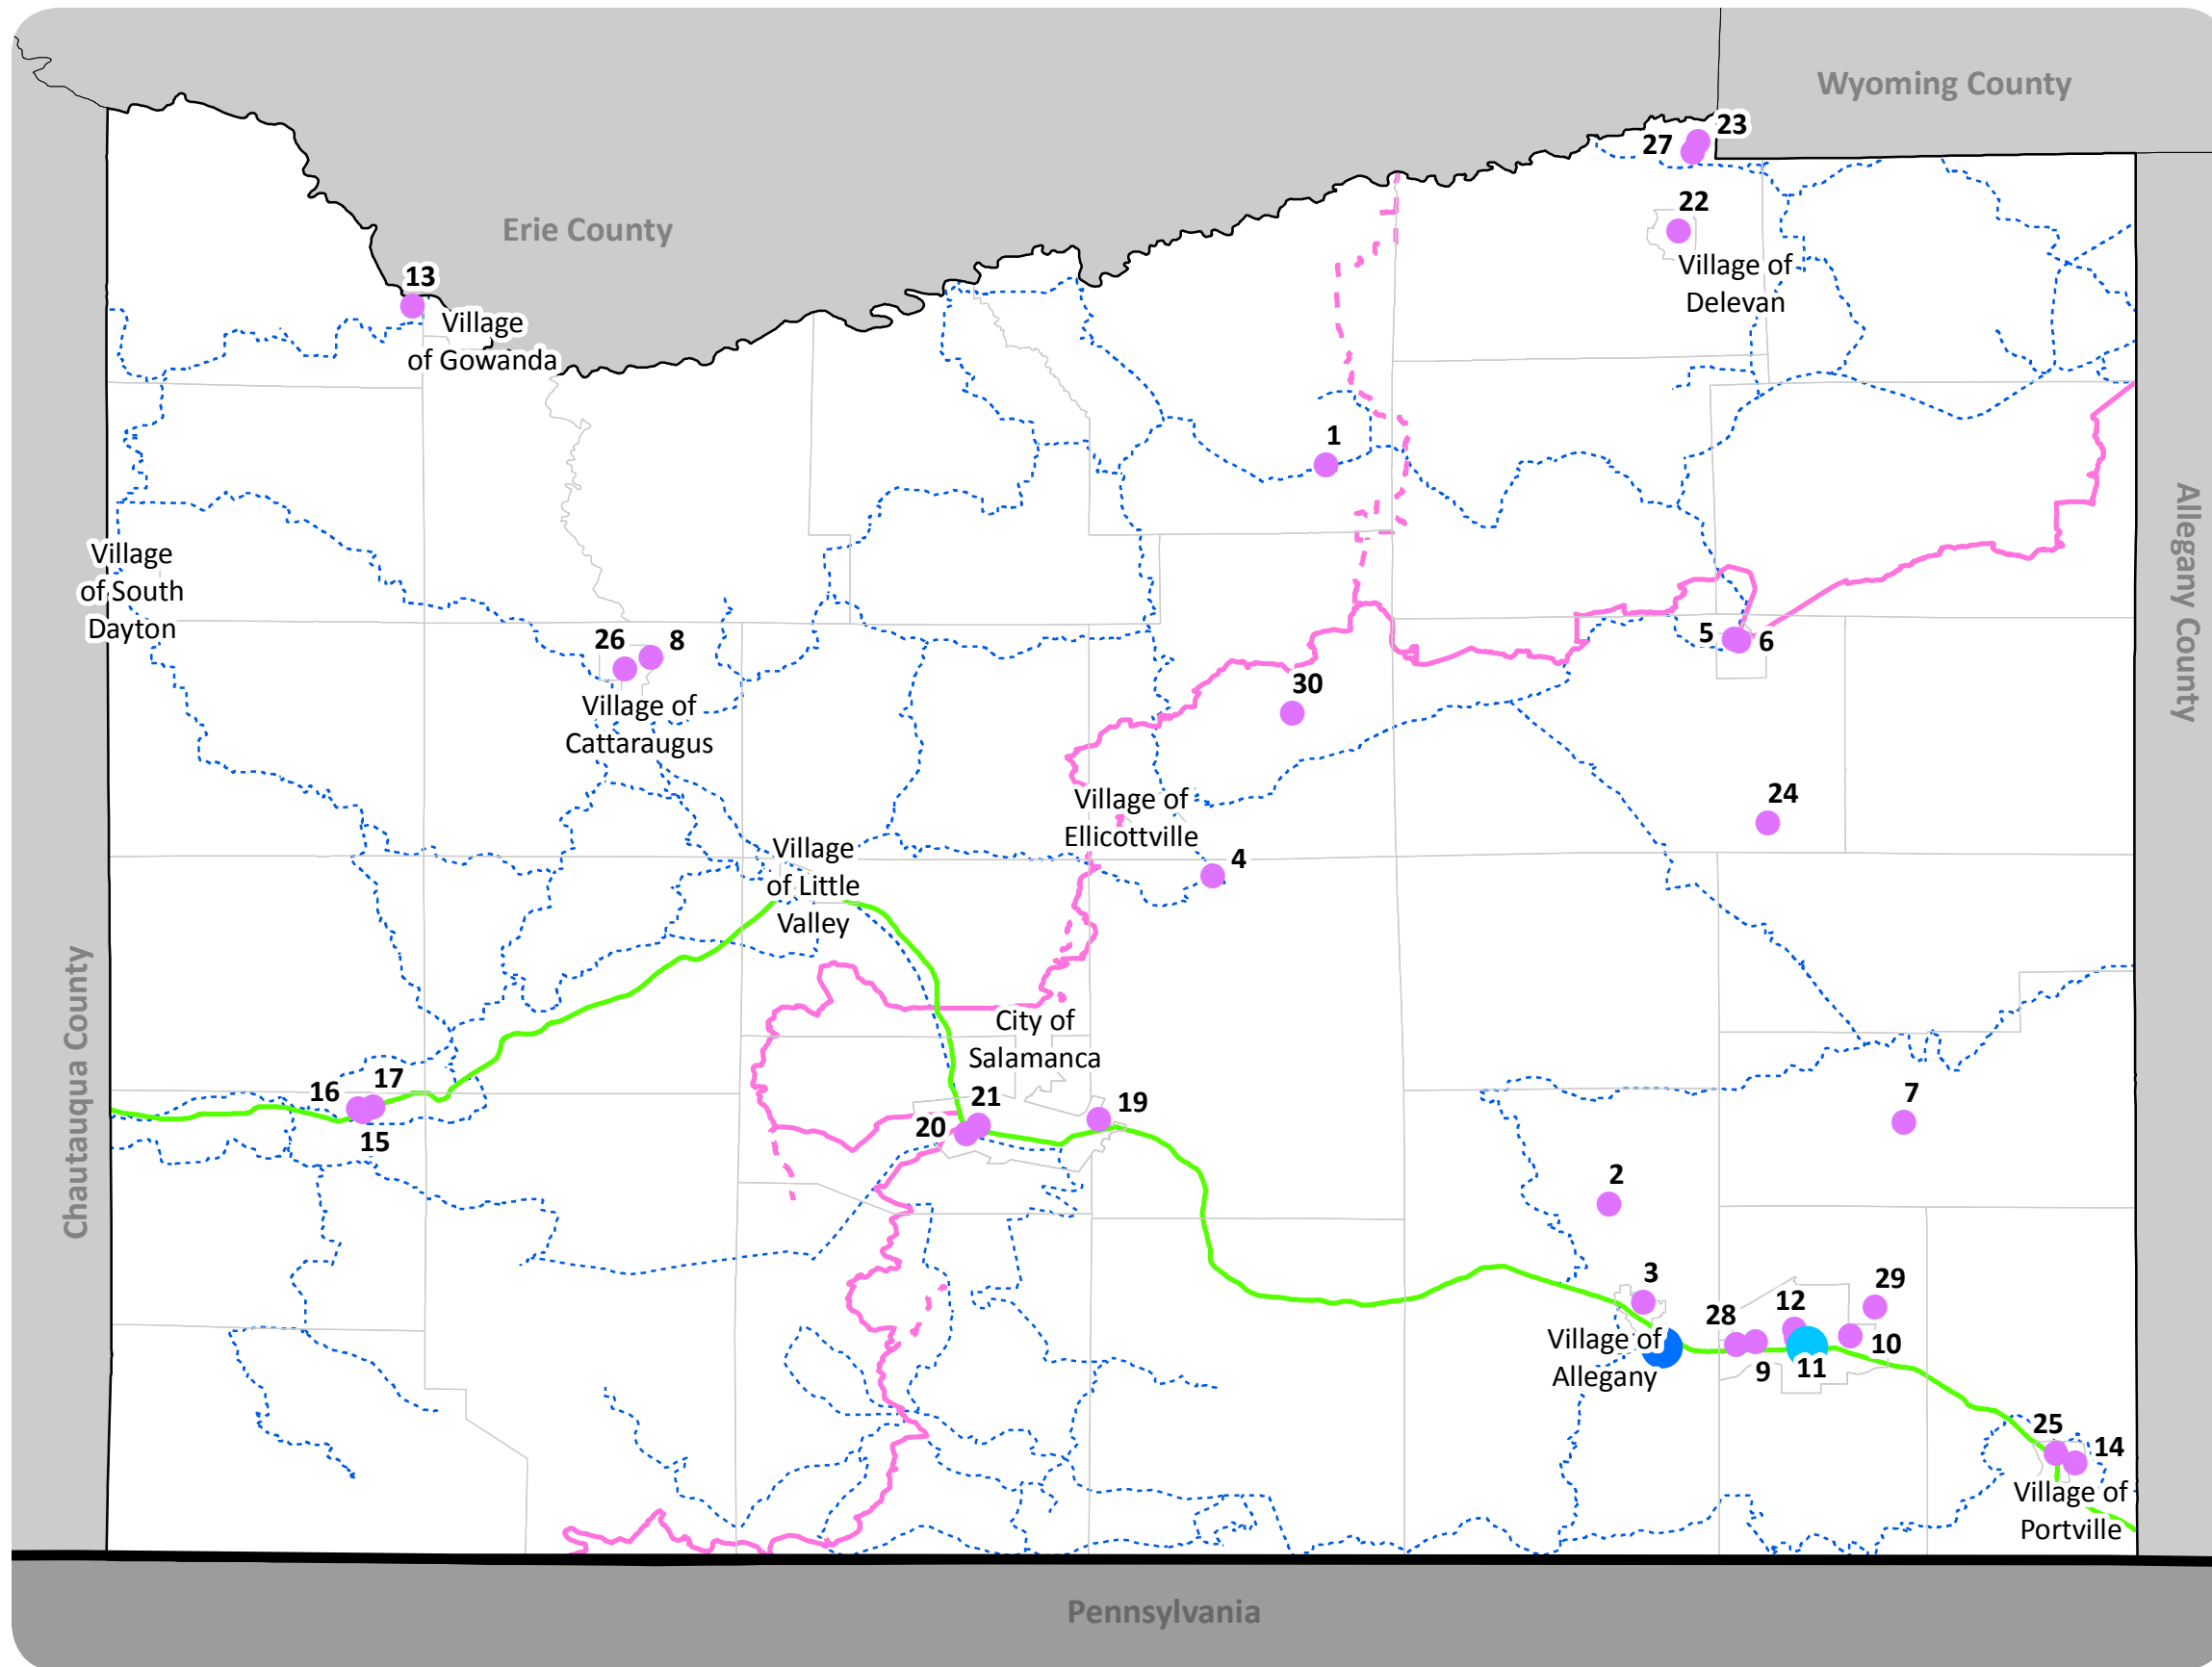 Wyoming County
23
27
22
Erie County
Village of
Delevan
13
Village
of Gowanda
1
Village
of South
Dayton
Allegany County
26
8
5
6
30
Village of
Cattaraugus
Village of
Ellicottville
24
Village
of Little
Valley
4
Chautauqua County
City of
Salamanca
16
17
15
21
20
19
7
2
3
29
12
28
Village of
Allegany
9
11
10
25
14
Village of
Portville
Pennsylvania